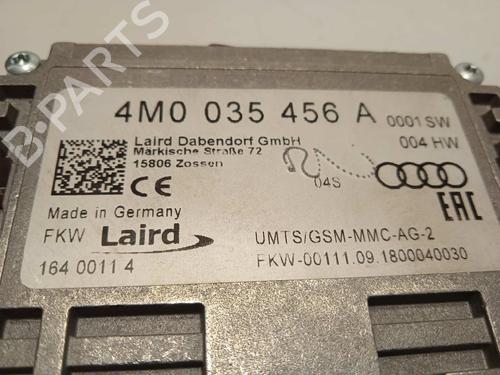 4M0 035 456 A 0001 SW
004 HW
Laird Dabendorf GmbH
Märkische Straße 72
15806 Zossen
04S
CE
EAC
Made in Germany
FKW Laird
UMTS/GSM-MMC-AG-2
164 0011 4
FKW-00111.09.1800040030
B-PARTS